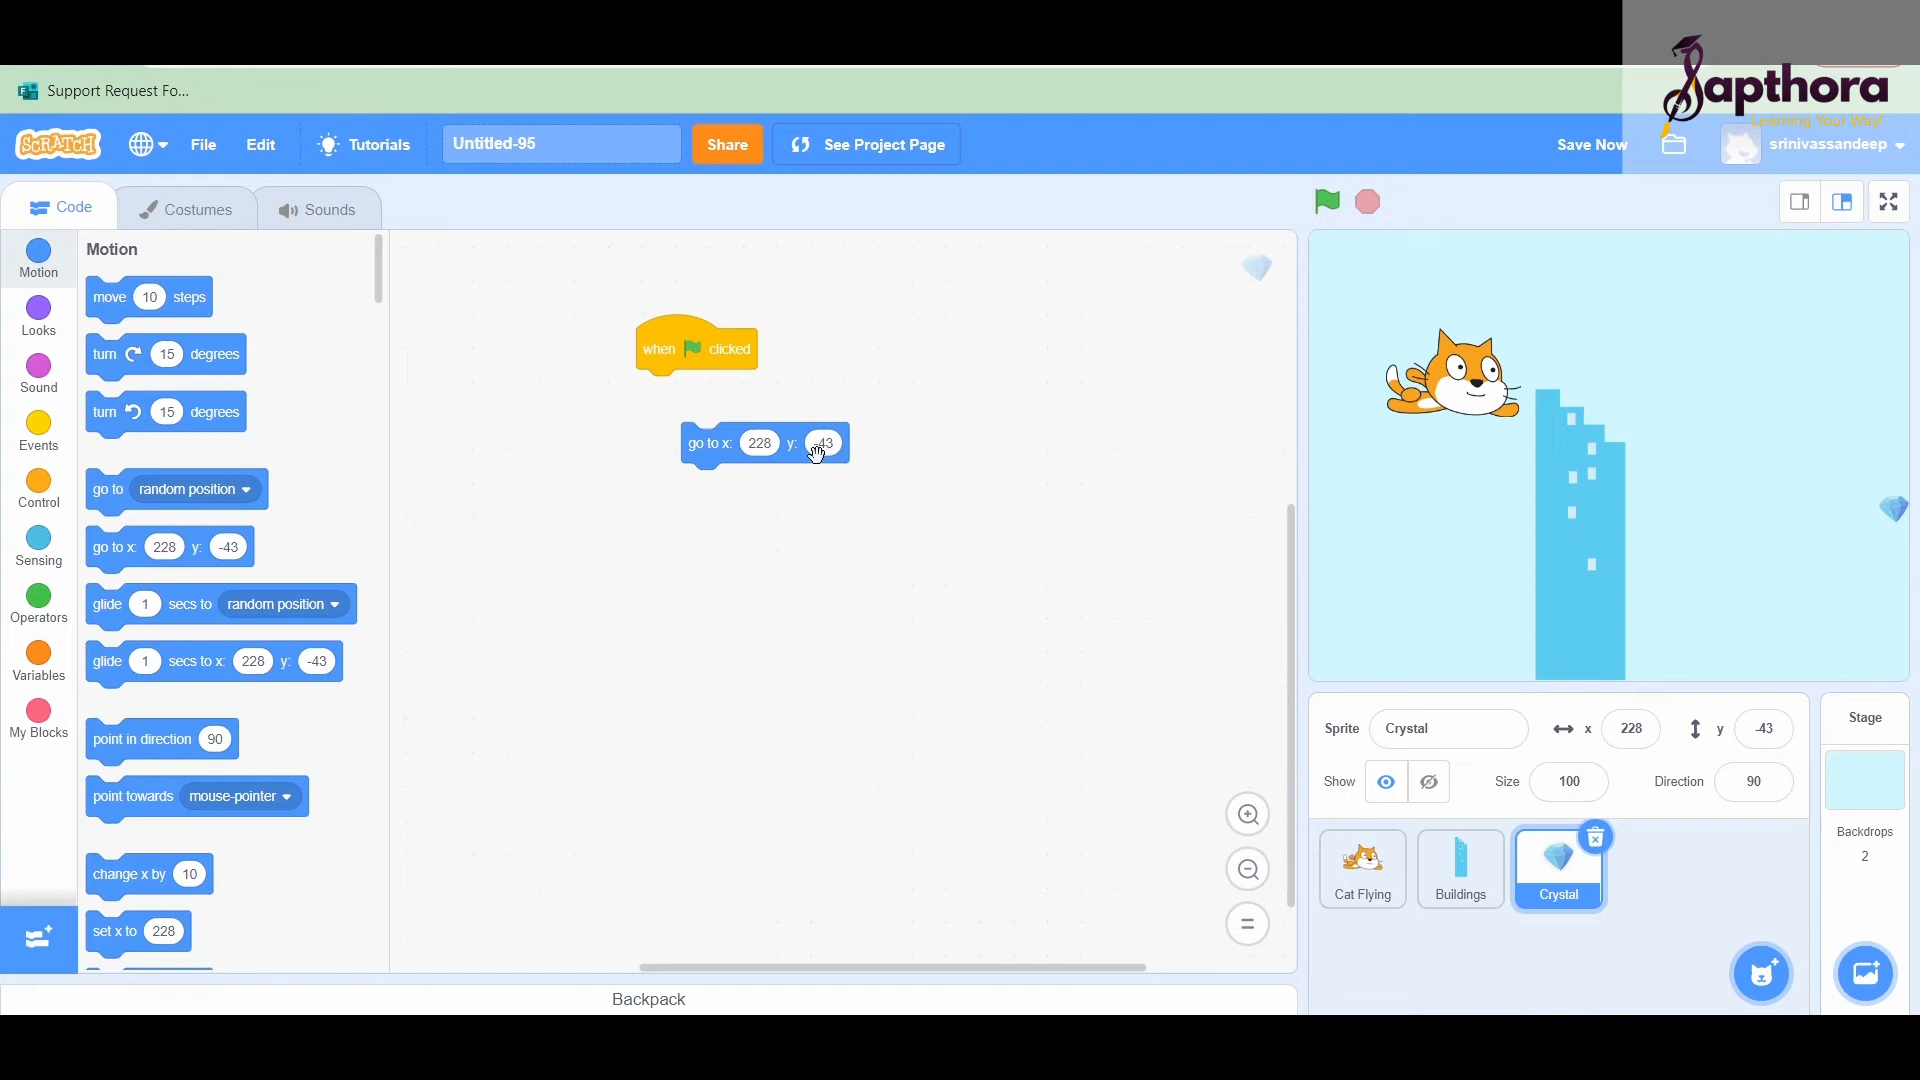 Sapthora
Learning Your Way!
Support Request Fo...
SCRATCH
File
Edit
Tutorials
Untitled-95
Share
See Project Page
Save Now
srinivassandeep
Code
Costumes
Sounds
Motion
Looks
Sound
Events
Control
Sensing
Operators
Variables
My Blocks
Motion
move 10 steps
turn 15 degrees
turn 15 degrees
go to random position
go to x: 228 y: -43
glide 1 secs to random position
glide 1 secs to x: 228 y: -43
point in direction 90
point towards mouse-pointer
change x by 10
set x to 228
when clicked
go to x: 228 y: -43
Backpack
Sprite Crystal x 228 y -43
Show Size 100 Direction 90
Cat Flying
Buildings
Crystal
Stage
Backdrops
2